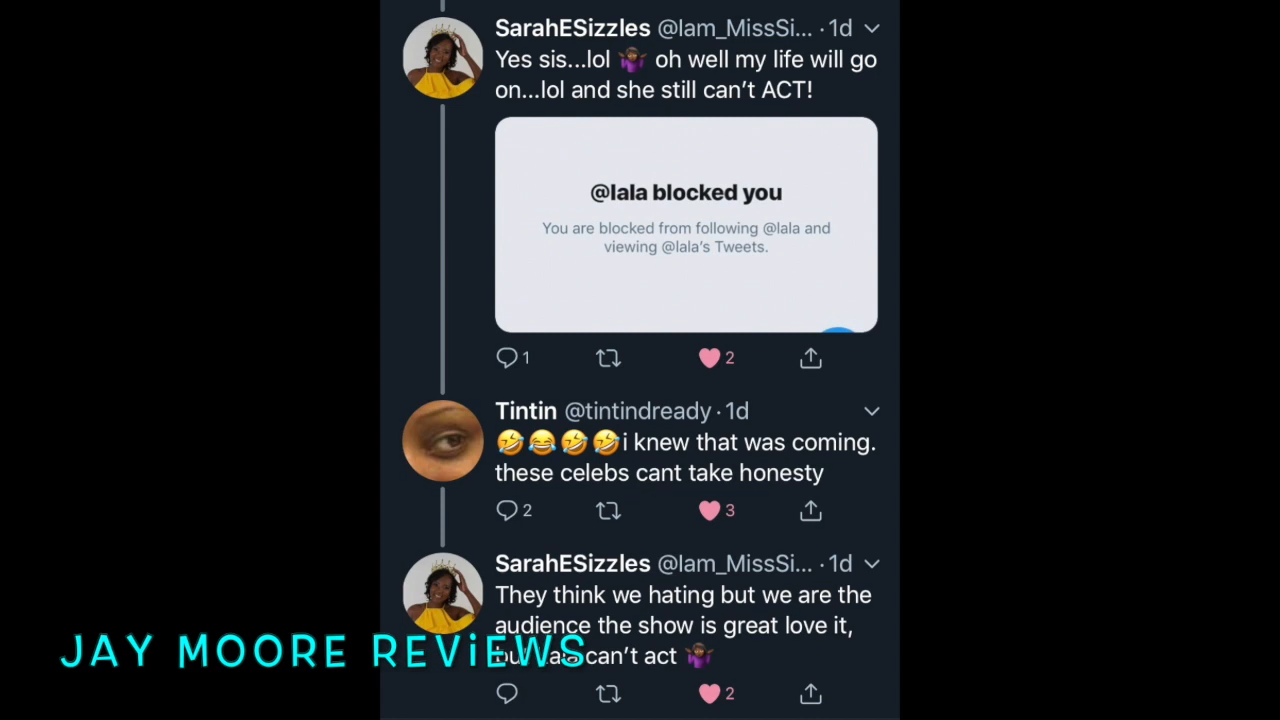 SarahESizzles @Iam_MissSi... · 1d
Yes sis...lol 🤷🏾‍♀️ oh well my life will go
on...lol and she still can't ACT!
@lala blocked you
You are blocked from following @lala and
viewing @lala's Tweets.
1 2
Tintin @tintindready · 1d
🤣😂🤣🤣i knew that was coming.
these celebs cant take honesty
2 3
SarahESizzles @Iam_MissSi... · 1d
They think we hating but we are the
audience the show is great love it,
can't act 🤷🏾‍♀️
JAY MOORE REViEWS
2